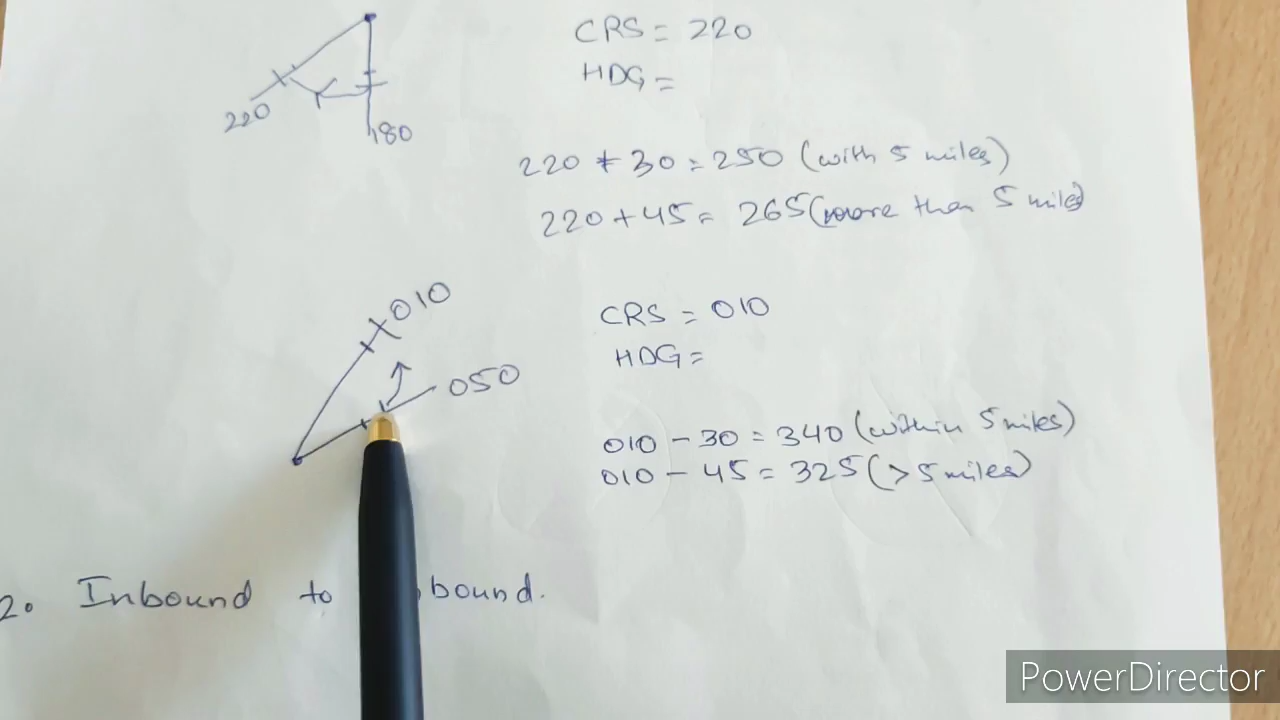 220
180
CRS = 220
HDG =
220 + 30 = 250 (with 5 miles)
220 + 45 = 265 (more than 5 miles)
010
050
CRS = 010
HDG =
010 - 30 = 340 (within 5 miles)
010 - 45 = 325 (> 5 miles)
2. Inbound to bound.
PowerDirector